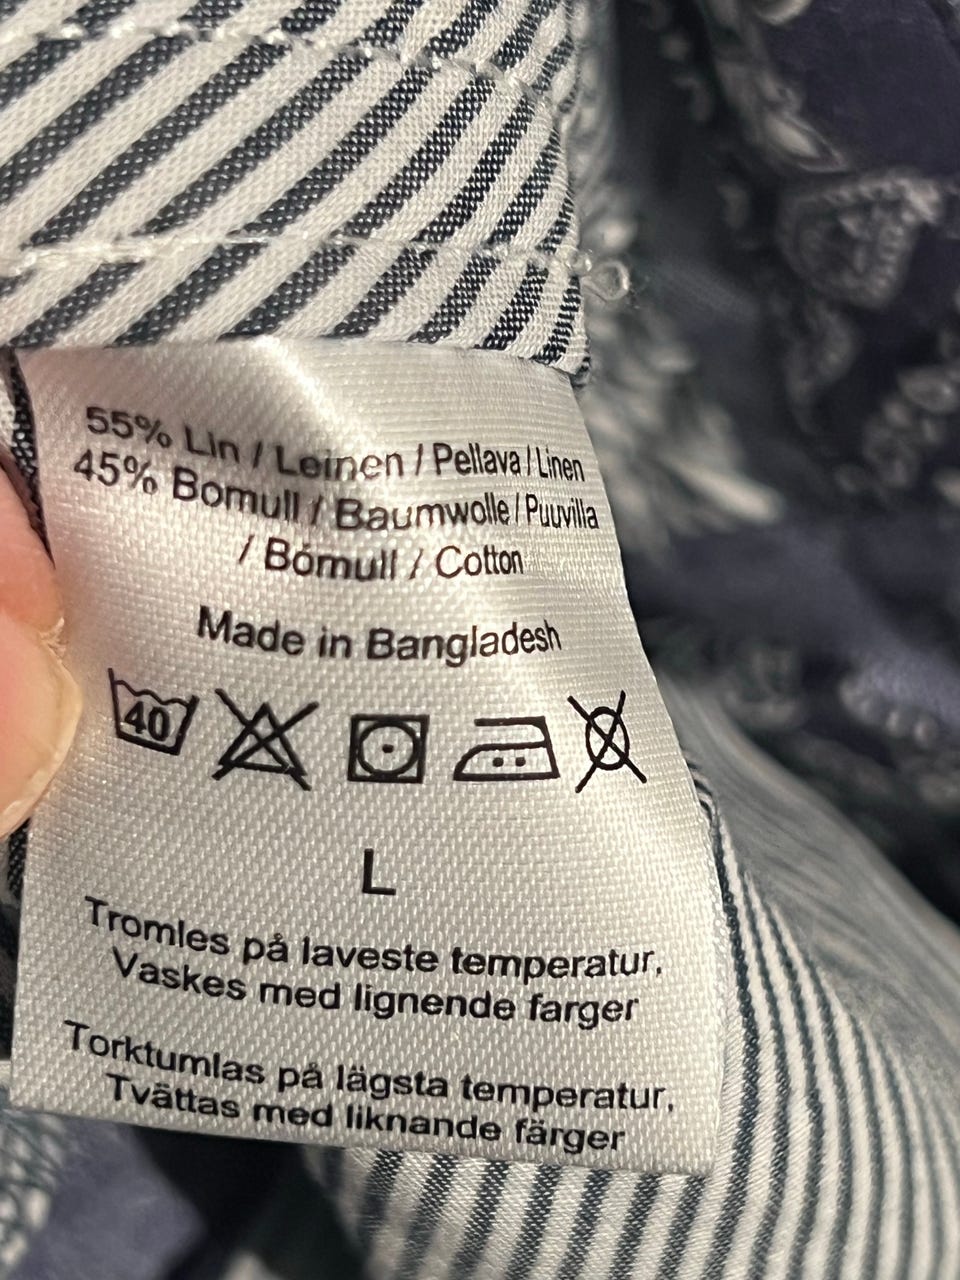 55% Lin / Leinen / Pellava / Linen
45% Bomull / Baumwolle / Puuvilla
/ Bómull / Cotton
Made in Bangladesh
40
L
Tromles på laveste temperatur,
Vaskes med lignende farger
Torktumlas på lägsta temperatur,
Tvättas med liknande färger